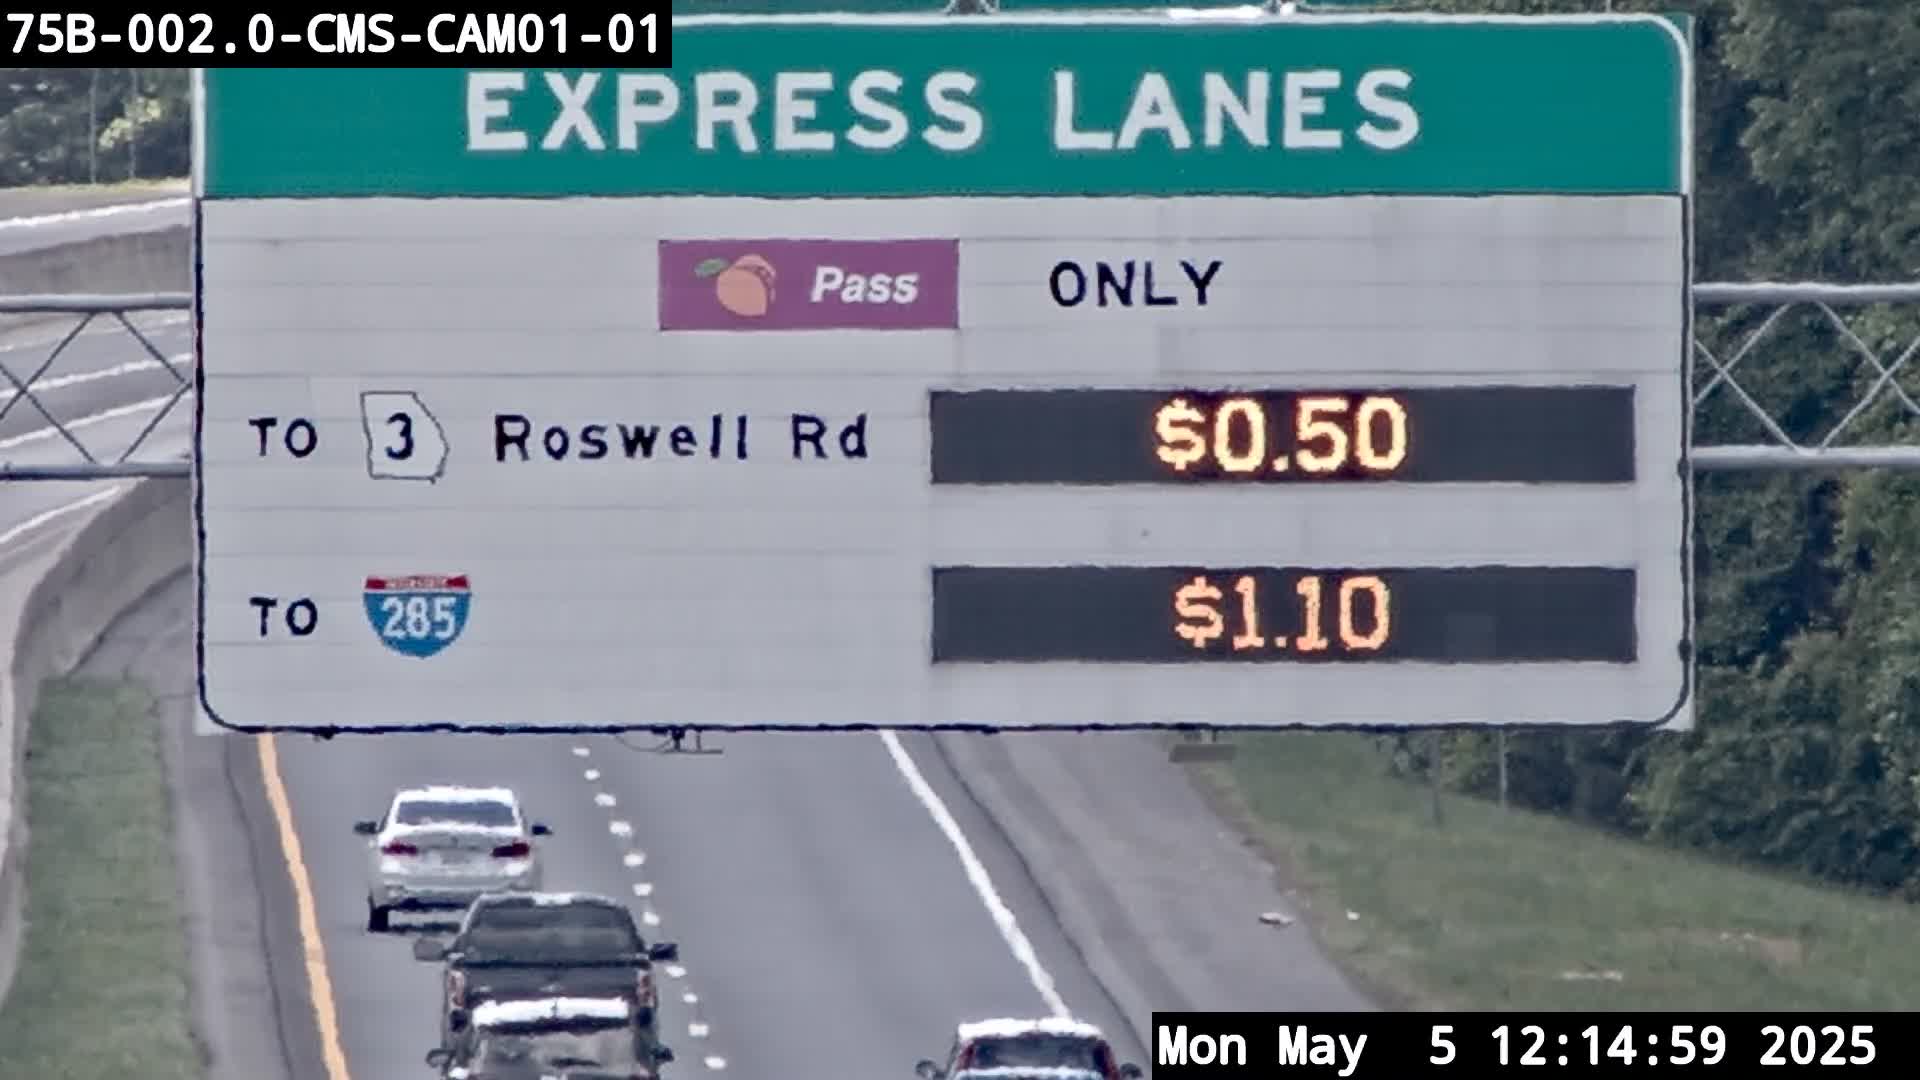 75B-002.0-CMS-CAM01-01
EXPRESS LANES
Pass ONLY
TO 3 Roswell Rd $0.50
TO 285 $1.10
Mon May 5 12:14:59 2025